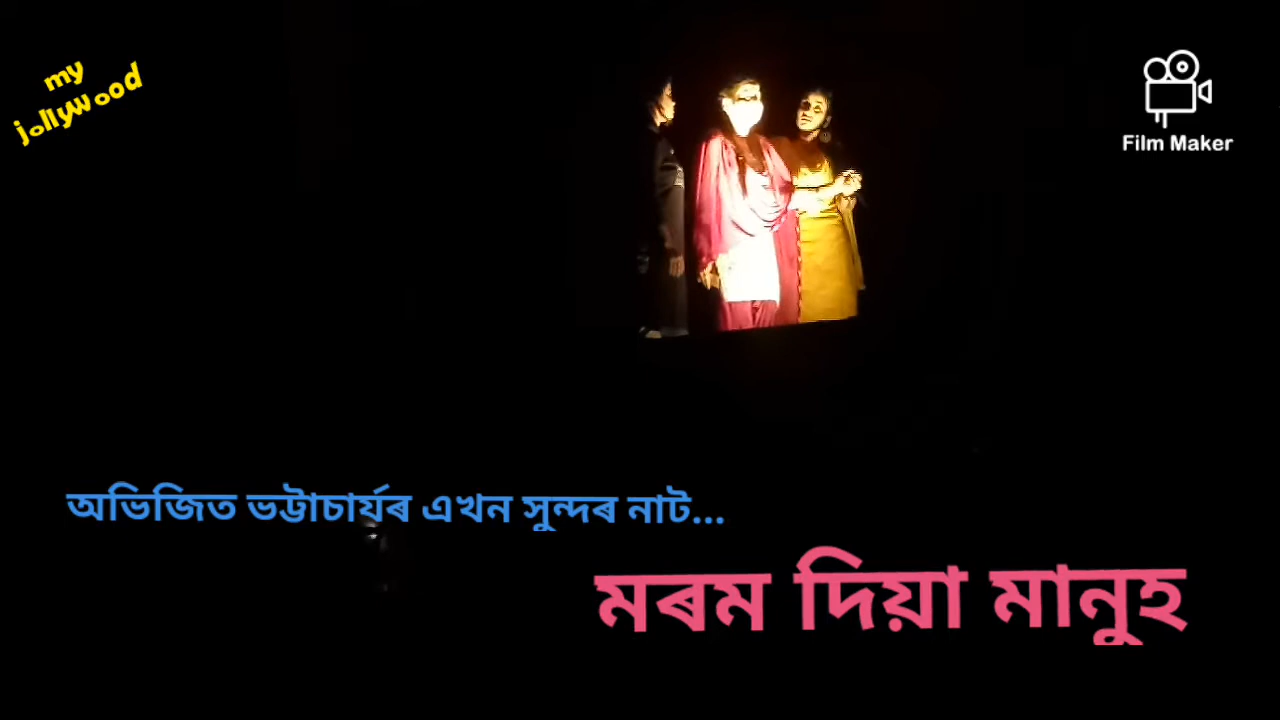 my
jollywood
Film Maker
অভিজিত ভট্টাচাৰ্যৰ এখন সুন্দৰ নাট...
মৰম দিয়া মানুহ